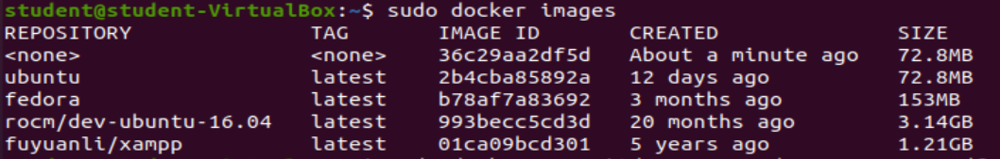 student@student-VirtualBox:~$ sudo docker images
REPOSITORY TAG IMAGE ID CREATED SIZE
<none> <none> 36c29aa2df5d About a minute ago 72.8MB
ubuntu latest 2b4cba85892a 12 days ago 72.8MB
fedora latest b78af7a83692 3 months ago 153MB
rocm/dev-ubuntu-16.04 latest 993becc5cd3d 20 months ago 3.14GB
fuyuanli/xampp latest 01ca09bcd301 5 years ago 1.21GB